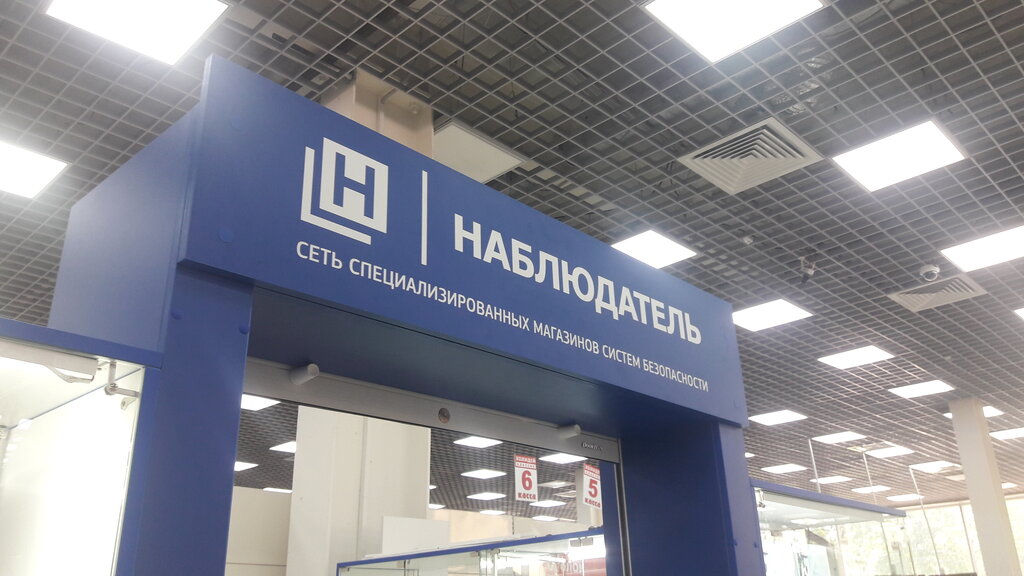 Н
НАБЛЮДАТЕЛЬ
СЕТЬ СПЕЦИАЛИЗИРОВАННЫХ МАГАЗИНОВ СИСТЕМ БЕЗОПАСНОСТИ
6
касса
5
касса